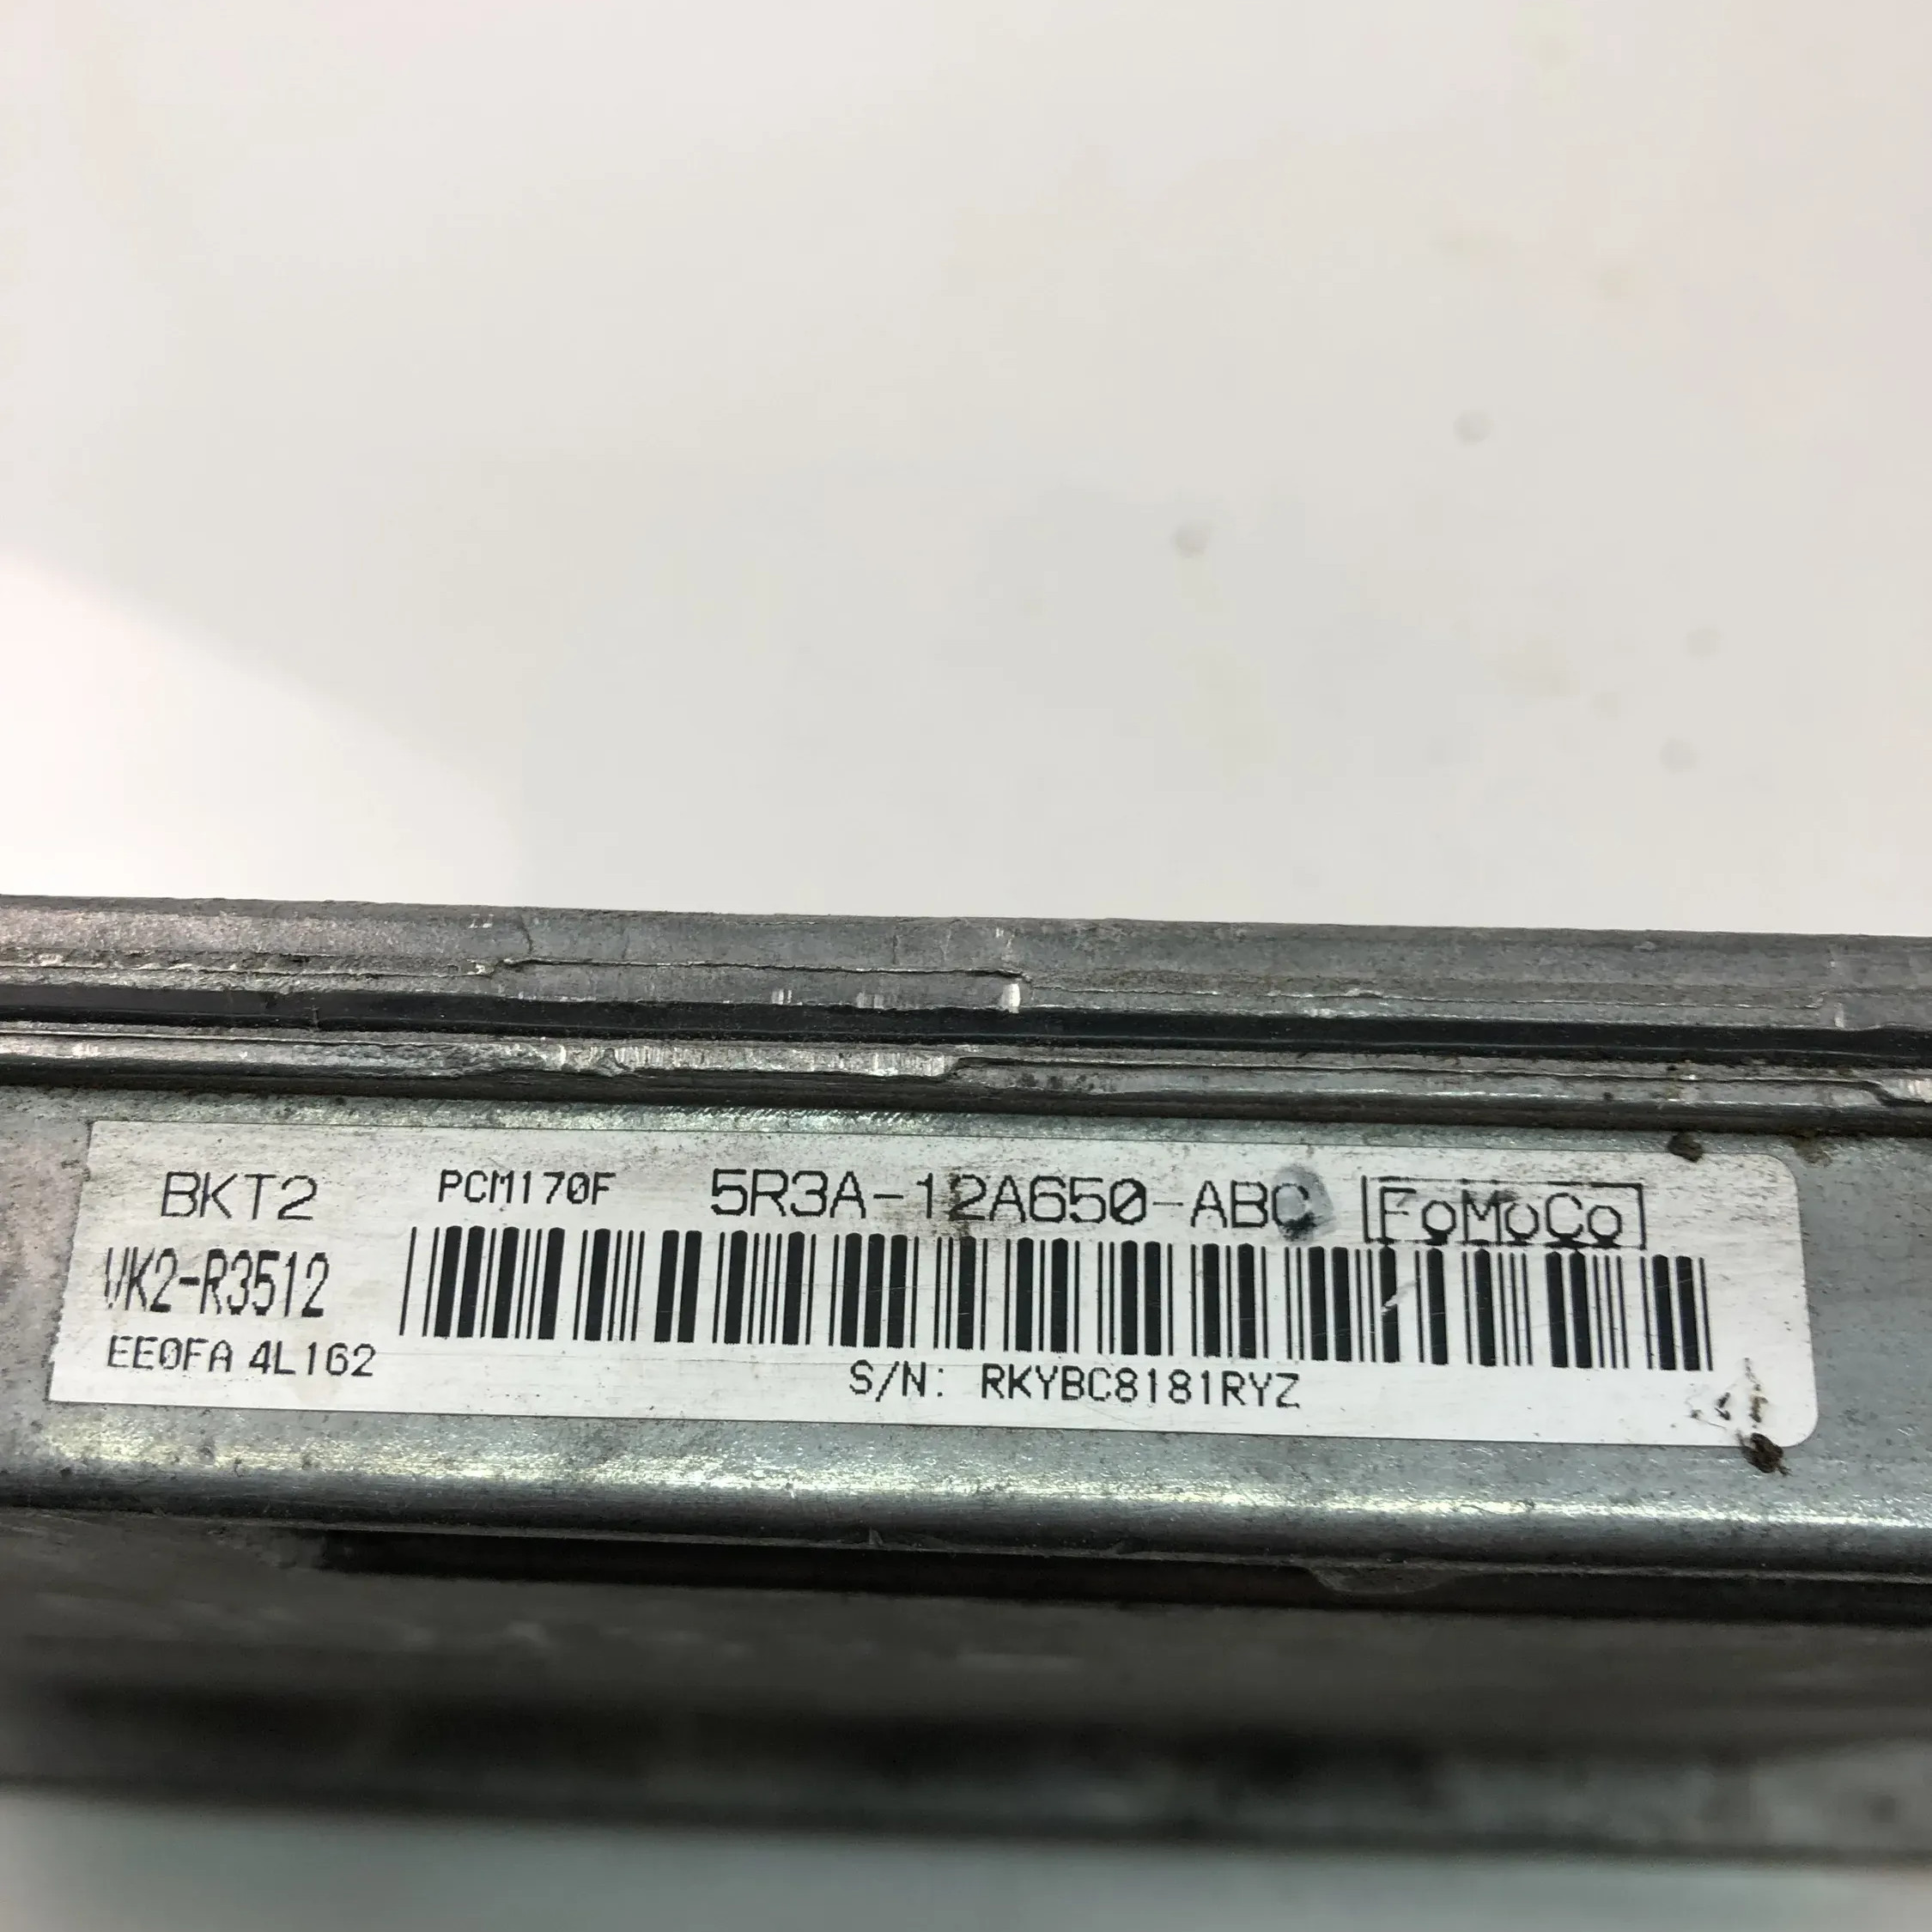 BKT2 PCM170F 5R3A-12A650-ABC FoMoCo
VK2-R3512
EE0FA 4L162
S/N: RKYBC8181RYZ